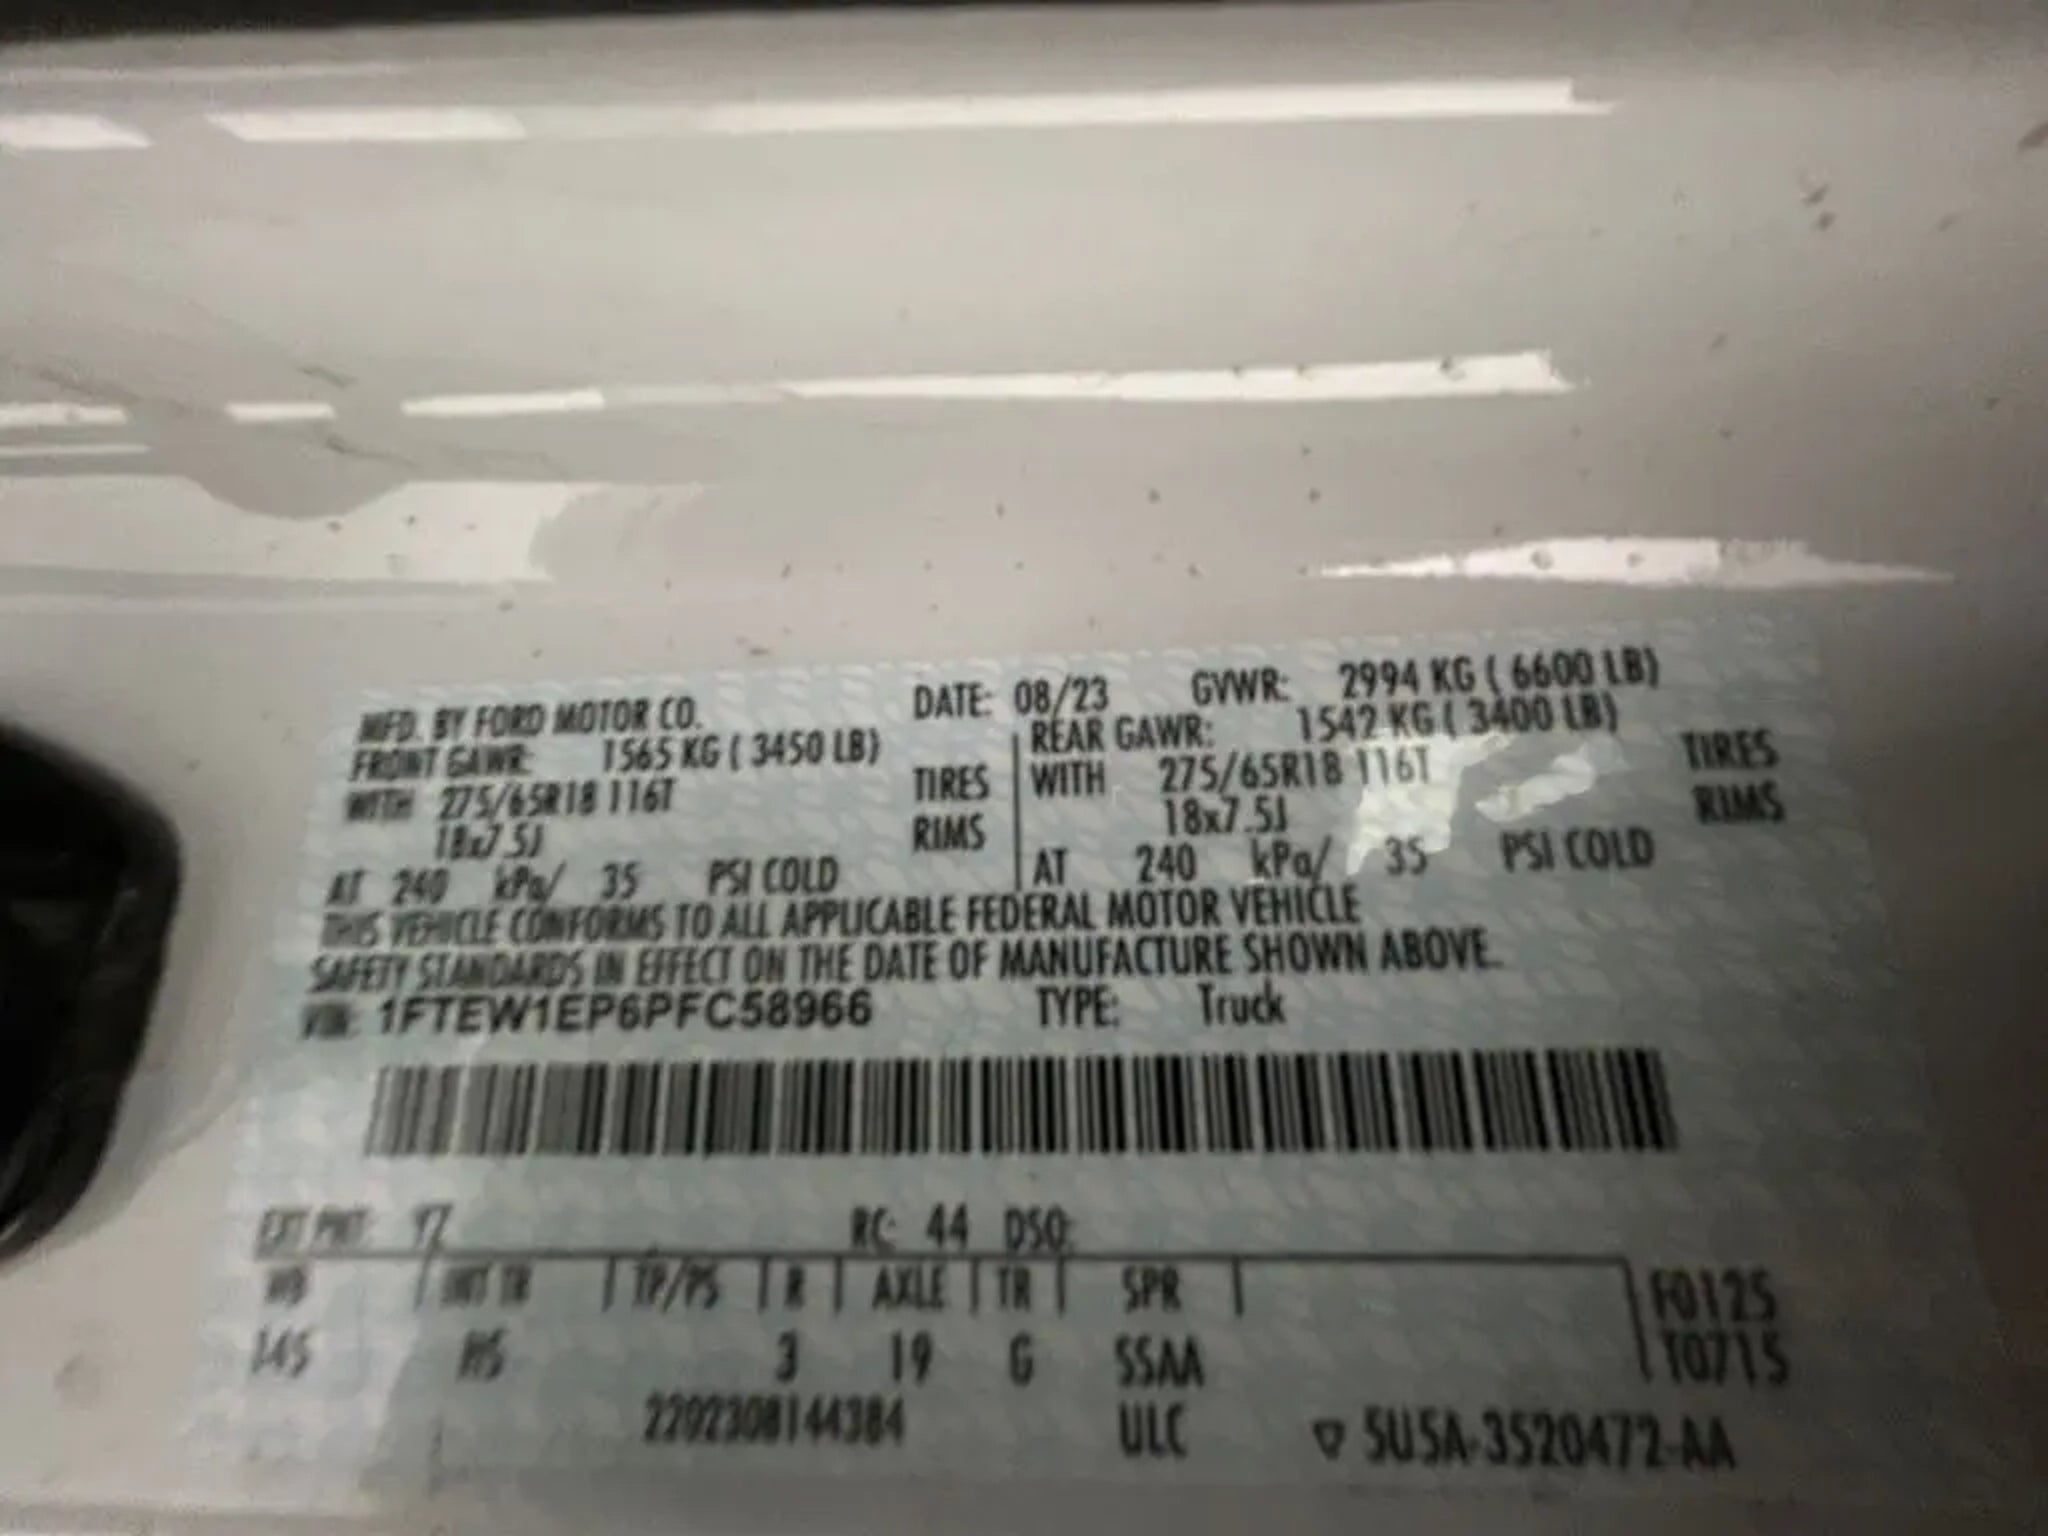 MFD. BY FORD MOTOR CO. DATE: 08/23 GVWR: 2994 KG ( 6600 LB)
FRONT GAWR: 1565 KG ( 3450 LB) REAR GAWR: 1542 KG ( 3400 LB)
WITH 275/65R18 116T TIRES WITH 275/65R18 116T TIRES
18x7.5J RIMS 18x7.5J RIMS
AT 240 kPa/ 35 PSI COLD AT 240 kPa/ 35 PSI COLD
THIS VEHICLE CONFORMS TO ALL APPLICABLE FEDERAL MOTOR VEHICLE
SAFETY STANDARDS IN EFFECT ON THE DATE OF MANUFACTURE SHOWN ABOVE.
VIN: 1FTEW1EP6PFC58966 TYPE: Truck
EXT PNT: YZ RC: 44 DSO:
WB INT TR TP/PS R AXLE TR SPR F0125
145 HS 3 19 G SSAA T0715
2202308144384 ULC ▽ 5U5A-3520472-AA